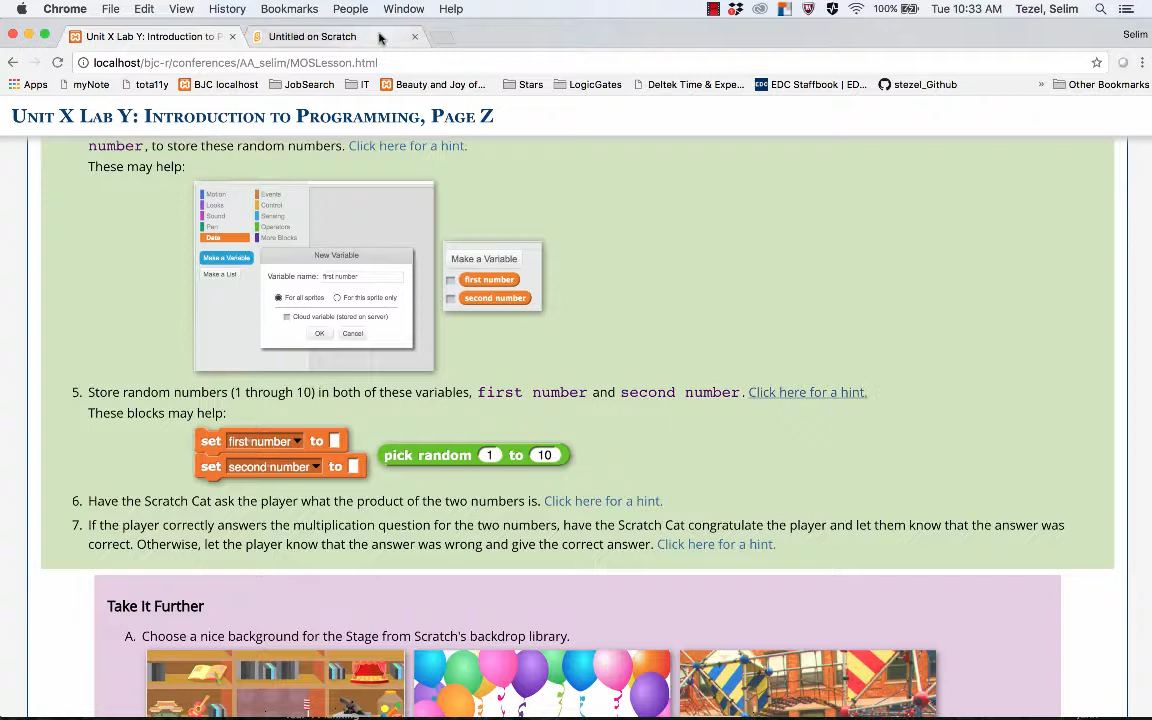 Chrome File Edit View History Bookmarks People Window Help 100% Tue 10:33 AM Tezel, Selim
Unit X Lab Y: Introduction to P Untitled on Scratch Selim
localhost/bjc-r/conferences/AA_selim/MOSLesson.html
Apps myNote tota11y BJC localhost JobSearch IT Beauty and Joy of... Stars LogicGates Deltek Time & Expe... EDC EDC Staffbook | ED... stezel_Github » Other Bookmarks
Unit X Lab Y: Introduction to Programming, Page Z
number, to store these random numbers. Click here for a hint.
These may help:
Motion Events
Looks Control
Sound Sensing
Pen Operators
Data More Blocks
Make a Variable
Make a List
New Variable
Variable name: first number
For all sprites For this sprite only
Cloud variable (stored on server)
OK Cancel
Make a Variable
first number
second number
5. Store random numbers (1 through 10) in both of these variables, first number and second number. Click here for a hint.
These blocks may help:
set first number to
set second number to
pick random 1 to 10
6. Have the Scratch Cat ask the player what the product of the two numbers is. Click here for a hint.
7. If the player correctly answers the multiplication question for the two numbers, have the Scratch Cat congratulate the player and let them know that the answer was
correct. Otherwise, let the player know that the answer was wrong and give the correct answer. Click here for a hint.
Take It Further
A. Choose a nice background for the Stage from Scratch's backdrop library.